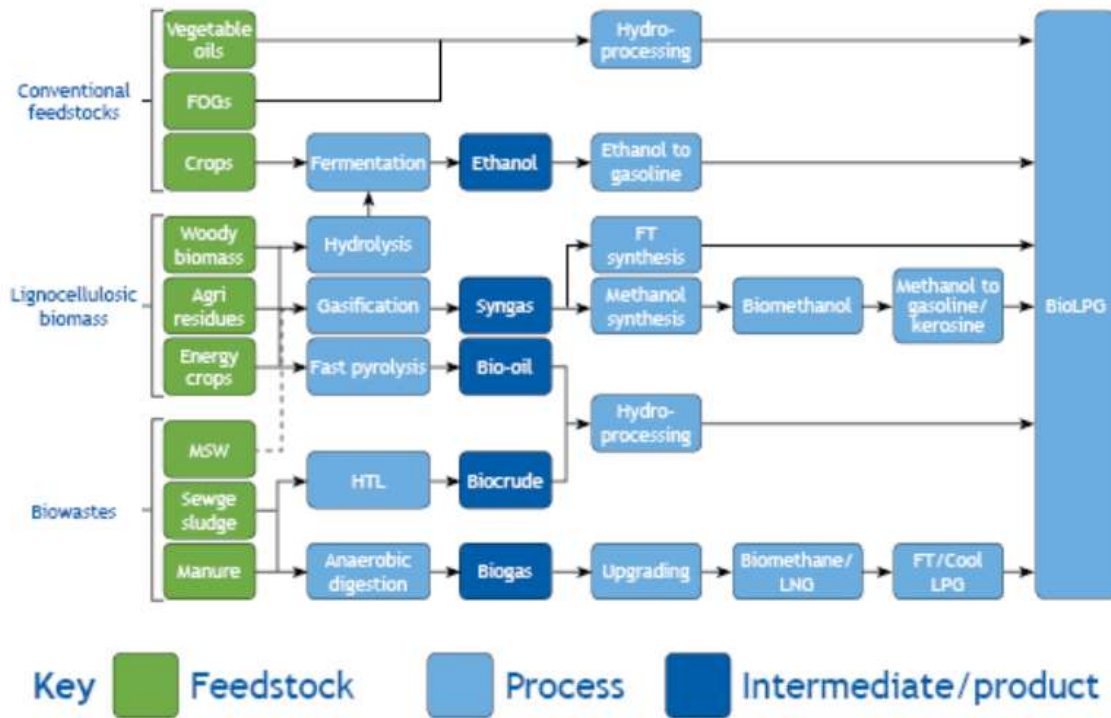 Conventional
feedstocks
Vegetable
oils
FOGs
Crops
Hydro-
processing
Fermentation
Ethanol
Ethanol to
gasoline
Lignocellulosic
biomass
Woody
biomass
Agri
residues
Energy
crops
Hydrolysis
Gasification
Fast pyrolysis
Syngas
Bio-oil
FT
synthesis
Methanol
synthesis
Biomethanol
Methanol to
gasoline/
kerosine
BioLPG
Hydro-
processing
Biowastes
MSW
Sewge
sludge
Manure
HTL
Biocrude
Anaerobic
digestion
Biogas
Upgrading
Biomethane/
LNG
FT/Cool
LPG
Key
Feedstock
Process
Intermediate/product